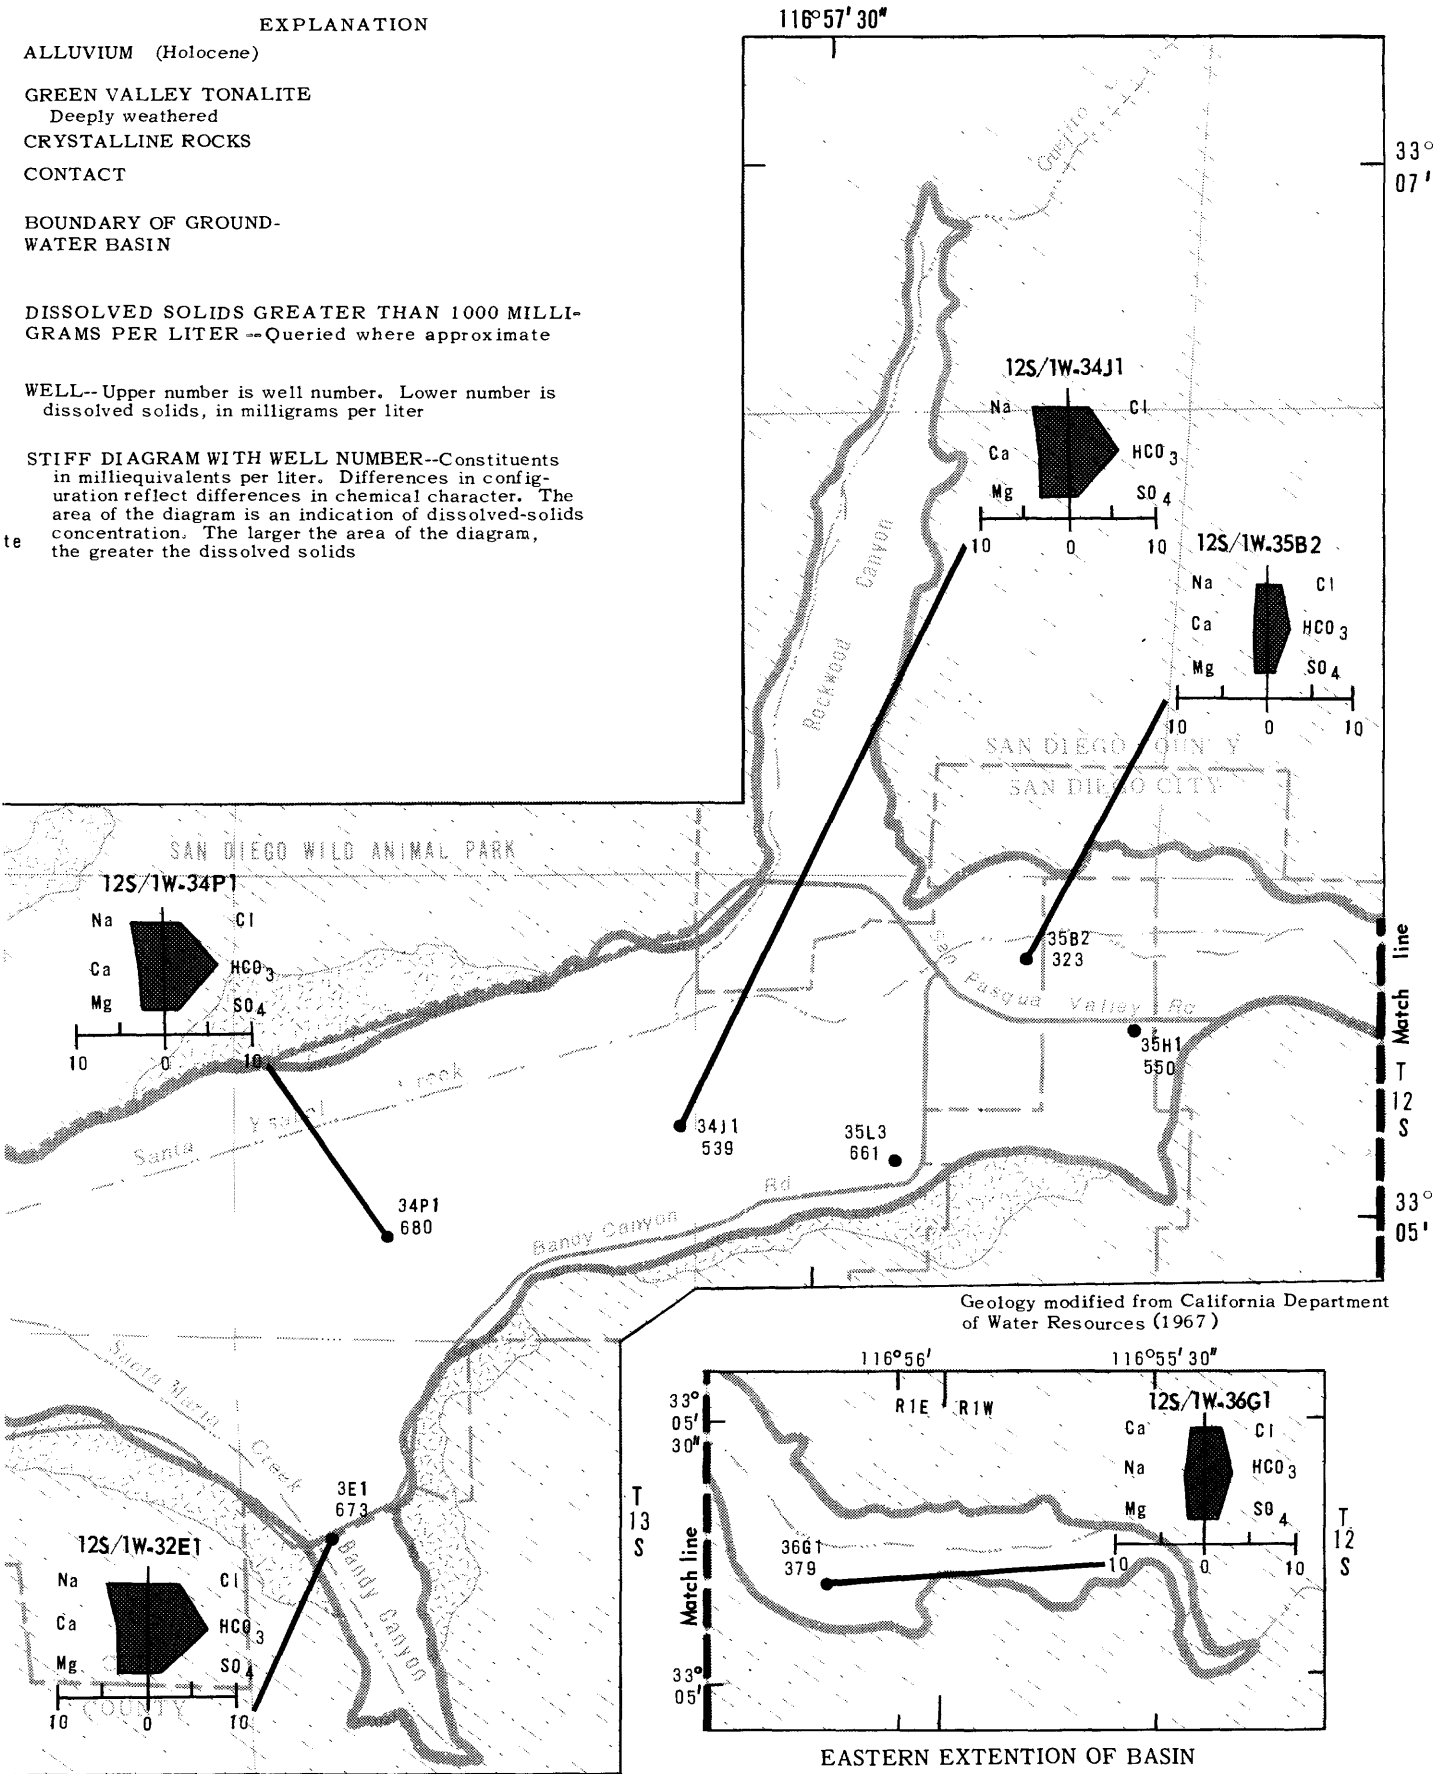 EXPLANATION
ALLUVIUM (Holocene)
GREEN VALLEY TONALITE
Deeply weathered
CRYSTALLINE ROCKS
CONTACT
BOUNDARY OF GROUND-
WATER BASIN
DISSOLVED SOLIDS GREATER THAN 1000 MILLI-
GRAMS PER LITER--Queried where approximate
WELL--Upper number is well number. Lower number is
dissolved solids, in milligrams per liter
STIFF DIAGRAM WITH WELL NUMBER--Constituents
in milliequivalents per liter. Differences in config-
uration reflect differences in chemical character. The
area of the diagram is an indication of dissolved-solids
te concentration. The larger the area of the diagram,
the greater the dissolved solids
116°57'30"
33°
07'
Guejito
12S/1W-34J1
Na Cl
Ca HCO3
Mg SO4
10 0 10
Rockwood Canyon
12S/1W-35B2
Na Cl
Ca HCO3
Mg SO4
10 0 10
SAN DIEGO COUNTY
SAN DIEGO CITY
SAN DIEGO WILD ANIMAL PARK
12S/1W-34P1
Na Cl
Ca HCO3
Mg SO4
10 0 10
35B2
323
San Pasqual Valley Rd
35H1
550
Match line
T
12
S
Santa Ysabel Creek
34J1
539
35L3
661
34P1
680
Bandy Canyon Rd
33°
05'
Geology modified from California Department
of Water Resources (1967)
Santa Maria Creek
3E1
673
T
13
S
Bandy Canyon
12S/1W-32E1
Na Cl
Ca HCO3
Mg SO4
10 0 10
COUNTY
116°56' 116°55'30"
33°
05'
30"
R1E R1W
12S/1W-36G1
Ca Cl
Na HCO3
Mg SO4
10 0 10
36G1
379
Match line
T
12
S
33°
05'
EASTERN EXTENTION OF BASIN